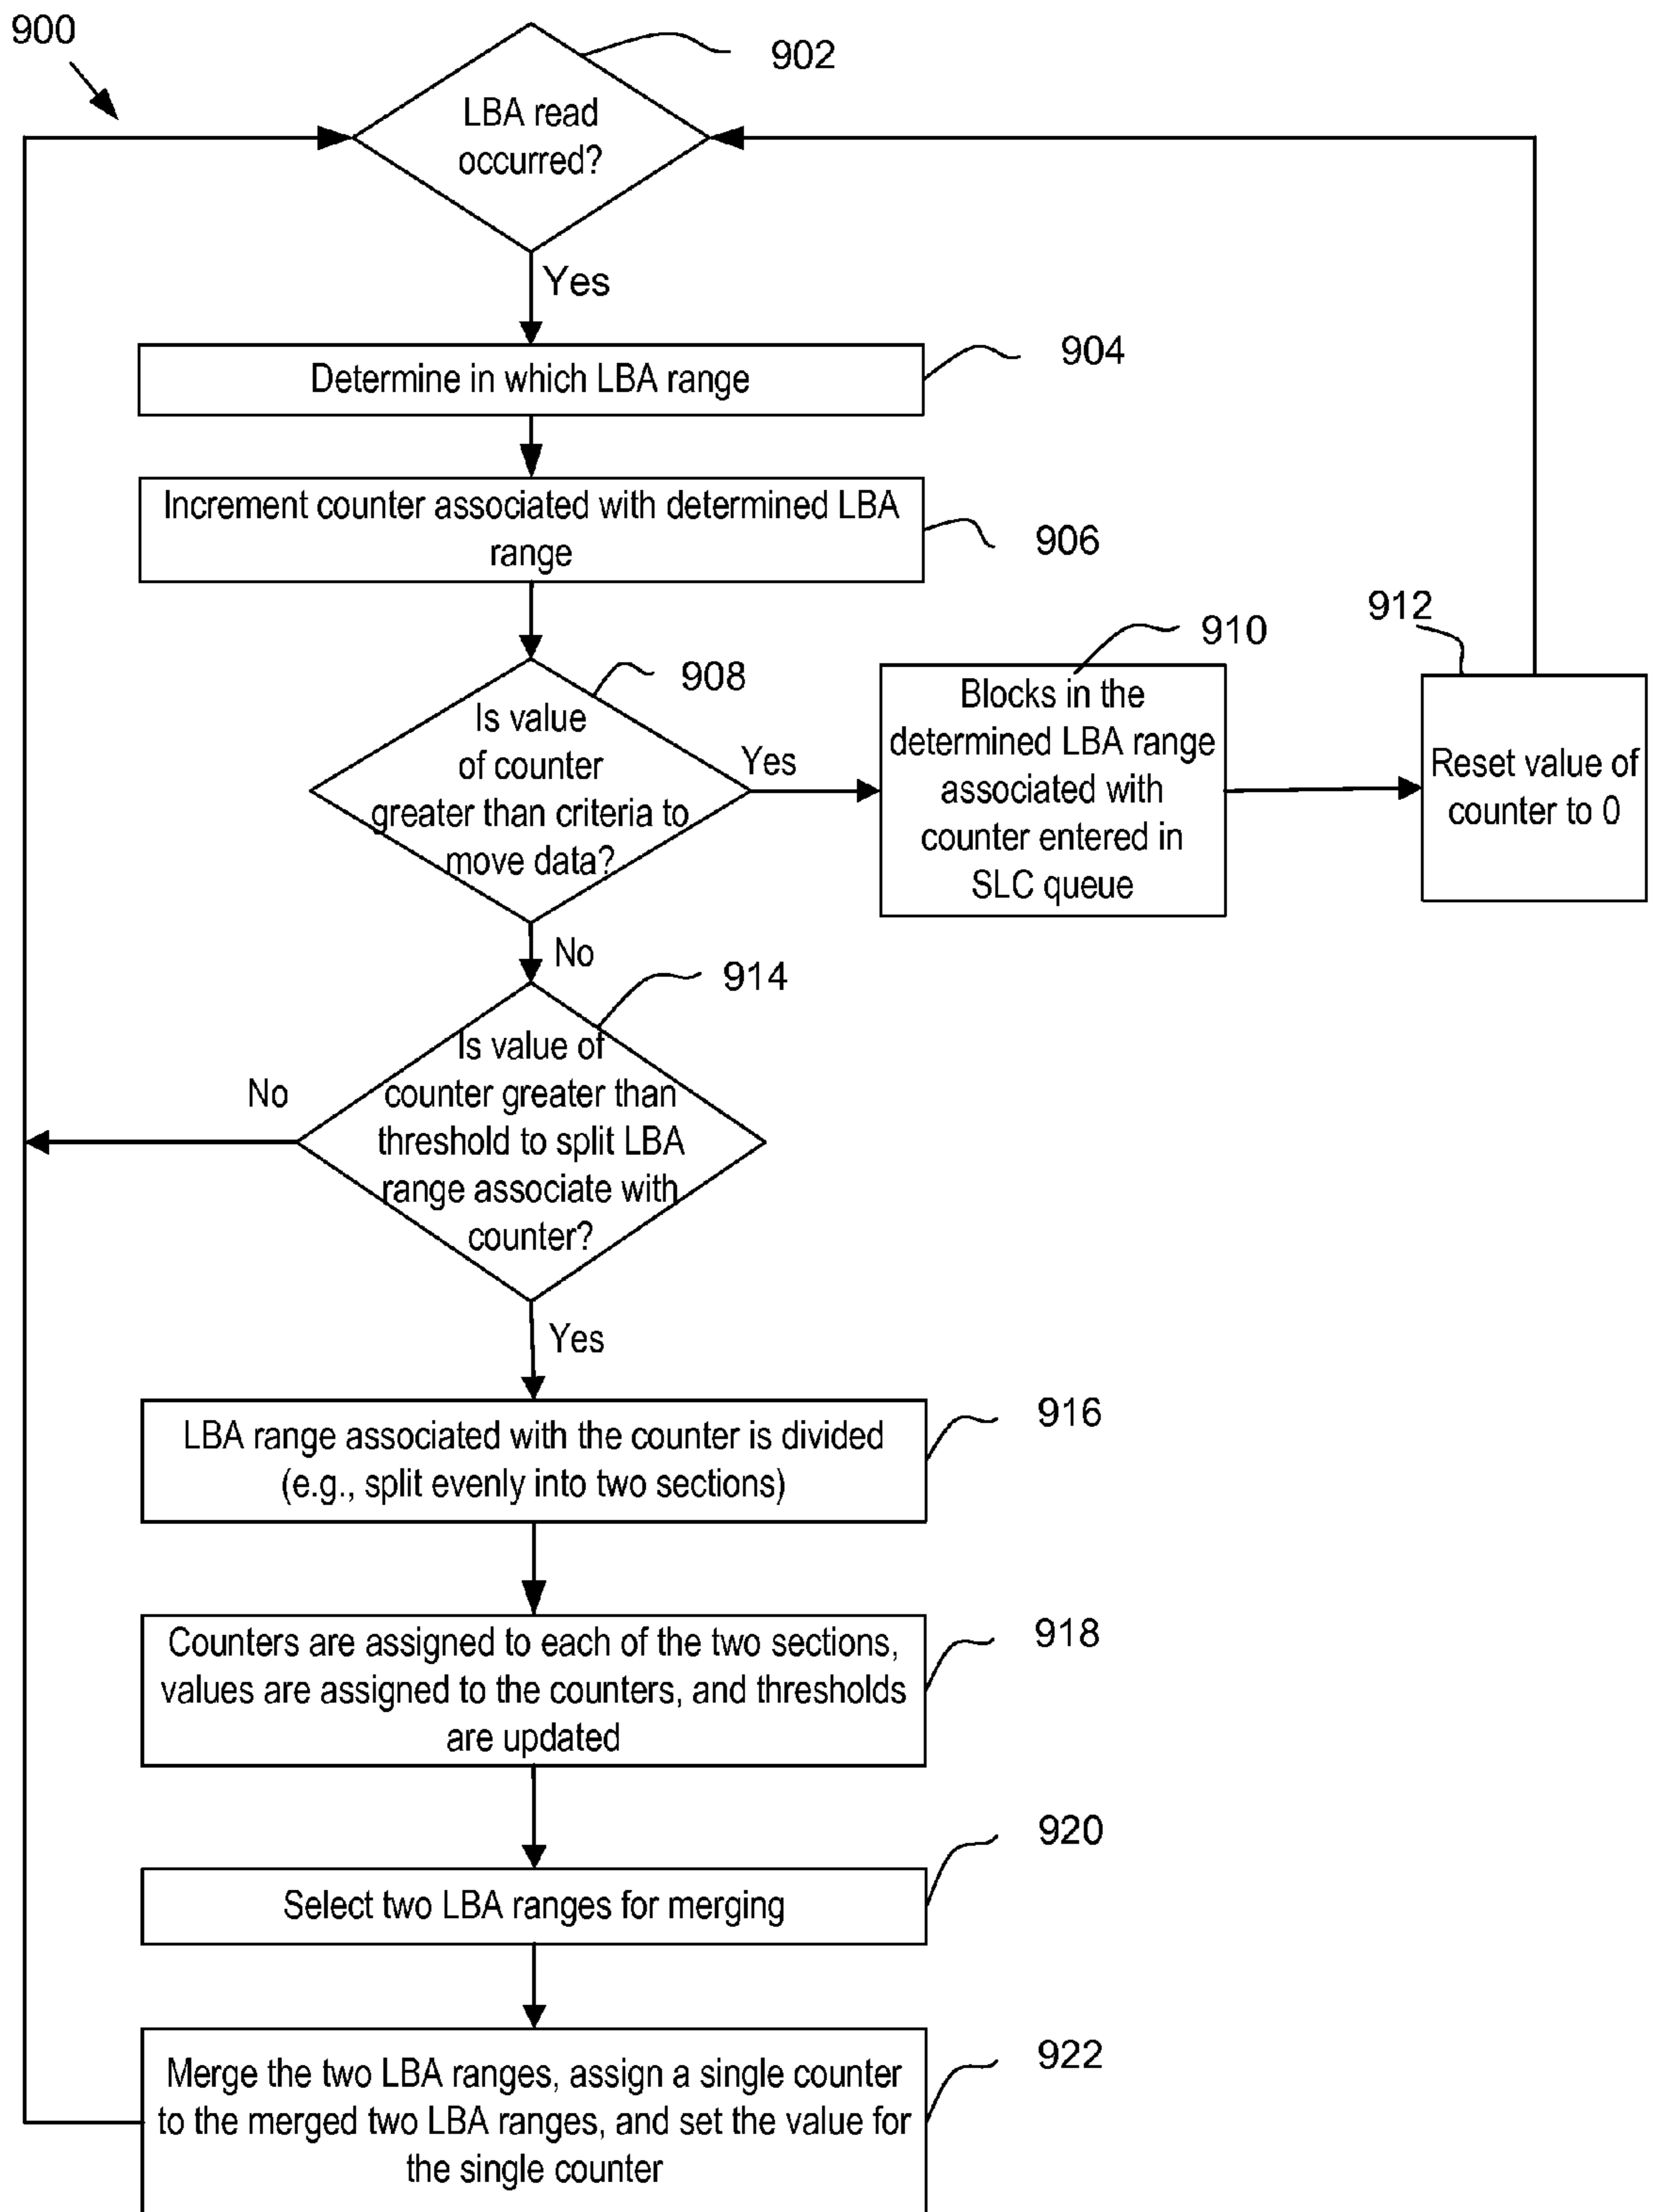 900
902
LBA read
occurred?
Yes
904
Determine in which LBA range
Increment counter associated with determined LBA
range
906
908
Is value
of counter
greater than criteria to
move data?
Yes
910
Blocks in the
determined LBA range
associated with
counter entered in
SLC queue
912
Reset value of
counter to 0
No
914
Is value of
counter greater than
threshold to split LBA
range associate with
counter?
No
Yes
916
LBA range associated with the counter is divided
(e.g., split evenly into two sections)
918
Counters are assigned to each of the two sections,
values are assigned to the counters, and thresholds
are updated
920
Select two LBA ranges for merging
922
Merge the two LBA ranges, assign a single counter
to the merged two LBA ranges, and set the value for
the single counter